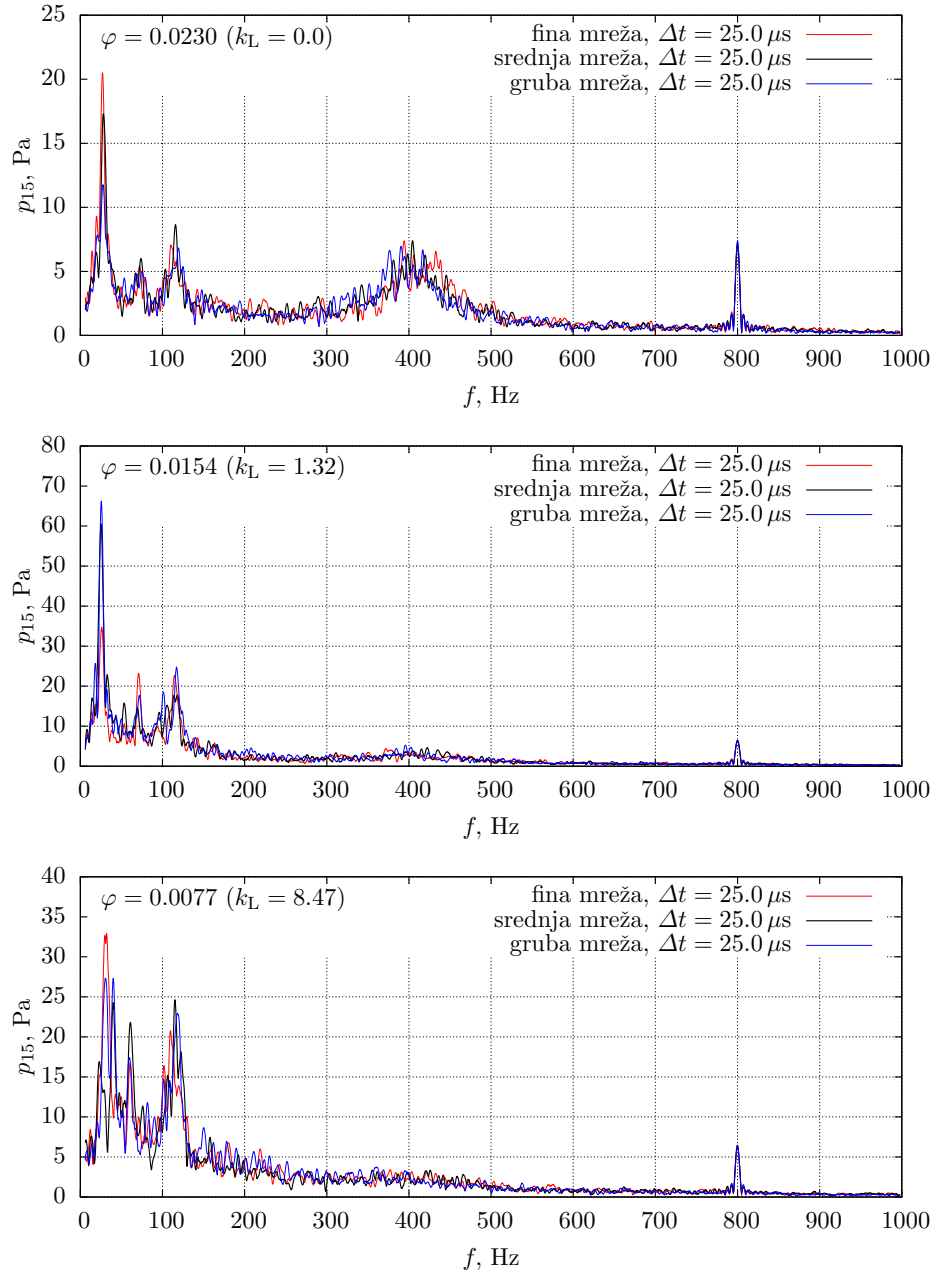 φ = 0.0230 (k_L = 0.0)
fina mreža, Δt = 25.0 μs
srednja mreža, Δt = 25.0 μs
gruba mreža, Δt = 25.0 μs
25
20
15
10
5
0
p_15, Pa
0 100 200 300 400 500 600 700 800 900 1000
f, Hz
φ = 0.0154 (k_L = 1.32)
fina mreža, Δt = 25.0 μs
srednja mreža, Δt = 25.0 μs
gruba mreža, Δt = 25.0 μs
80
70
60
50
40
30
20
10
0
p_15, Pa
0 100 200 300 400 500 600 700 800 900 1000
f, Hz
φ = 0.0077 (k_L = 8.47)
fina mreža, Δt = 25.0 μs
srednja mreža, Δt = 25.0 μs
gruba mreža, Δt = 25.0 μs
40
35
30
25
20
15
10
5
0
p_15, Pa
0 100 200 300 400 500 600 700 800 900 1000
f, Hz